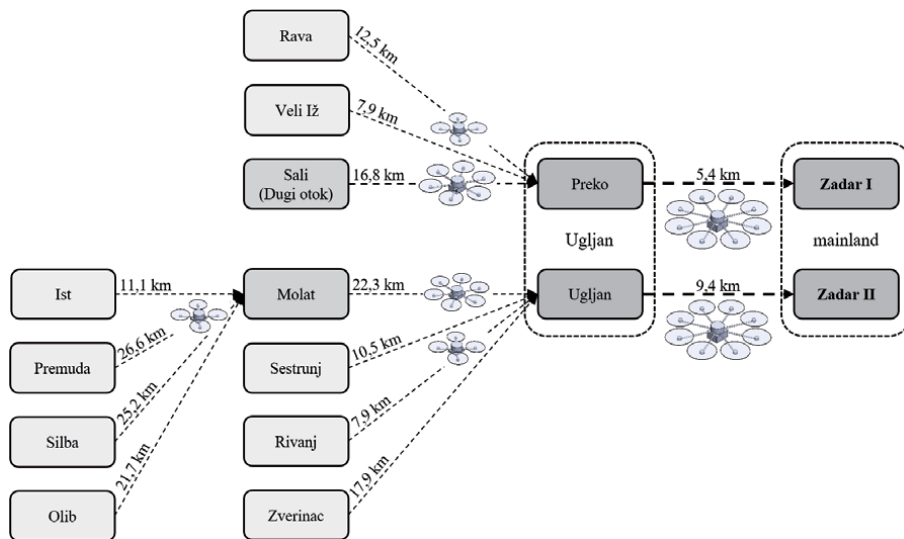 Rava
12,5 km
Veli Iž
7,9 km
Sali
(Dugi otok)
16,8 km
Preko
5,4 km
Zadar I
Ugljan
mainland
Ist
11,1 km
Molat
22,3 km
Ugljan
9,4 km
Zadar II
Premuda
26,6 km
Sestrunj
10,5 km
Silba
25,2 km
Rivanj
7,9 km
Olib
21,7 km
Zverinac
17,9 km